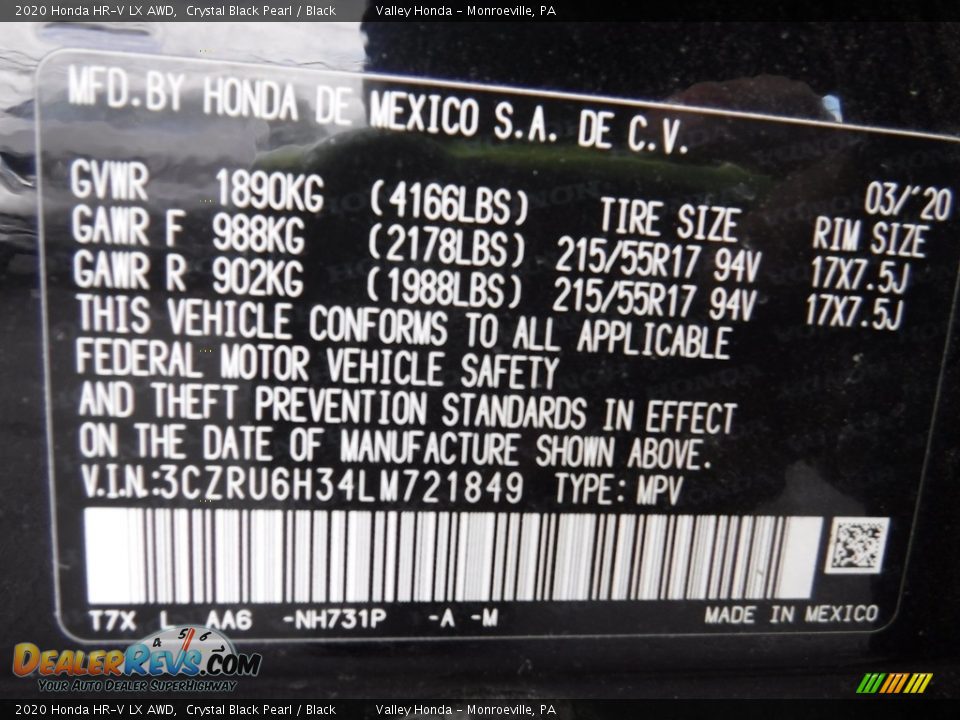 2020 Honda HR-V LX AWD, Crystal Black Pearl / Black Valley Honda - Monroeville, PA
MFD.BY HONDA DE MEXICO S.A. DE C.V.
03/'20
GVWR 1890KG (4166LBS) TIRE SIZE RIM SIZE
GAWR F 988KG (2178LBS) 215/55R17 94V 17X7.5J
GAWR R 902KG (1988LBS) 215/55R17 94V 17X7.5J
THIS VEHICLE CONFORMS TO ALL APPLICABLE
FEDERAL MOTOR VEHICLE SAFETY
AND THEFT PREVENTION STANDARDS IN EFFECT
ON THE DATE OF MANUFACTURE SHOWN ABOVE.
V.I.N.:3CZRU6H34LM721849 TYPE: MPV
T7X L AA6 -NH731P -A -M MADE IN MEXICO
4 5 6
DEALERREVS.COM
YOUR AUTO DEALER SUPERHIGHWAY
2020 Honda HR-V LX AWD, Crystal Black Pearl / Black Valley Honda - Monroeville, PA